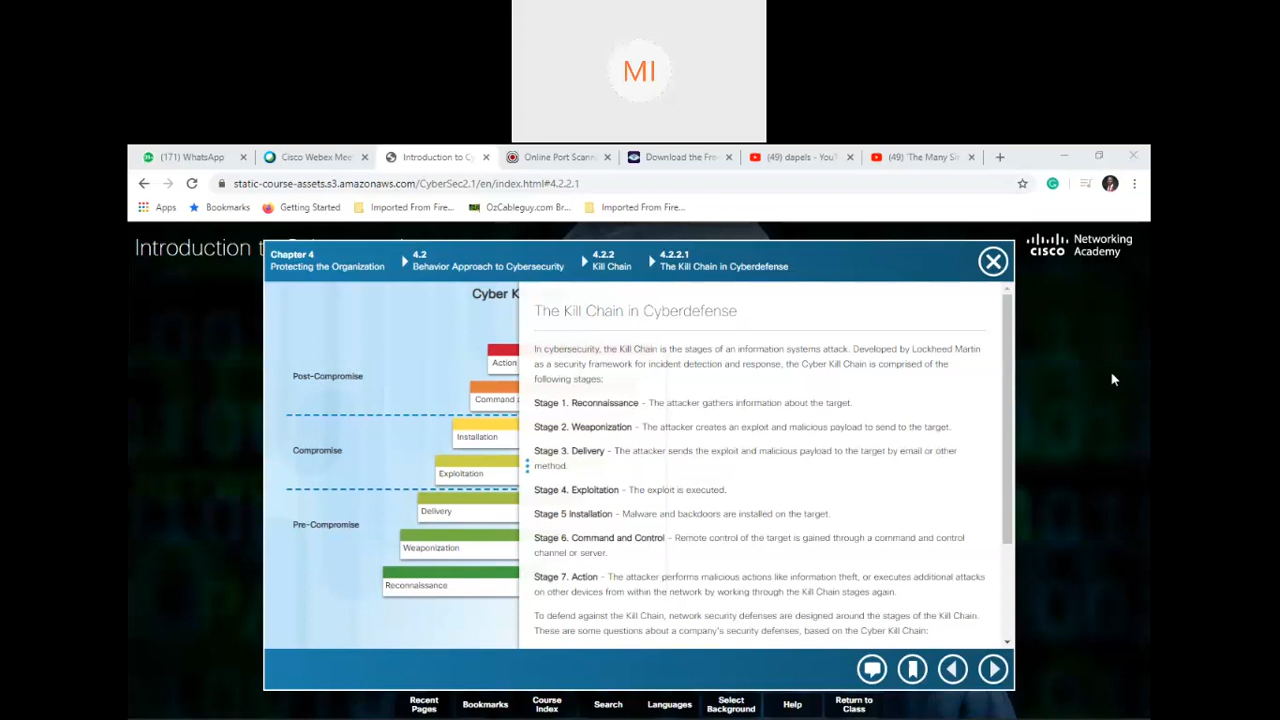 MI
(171) WhatsApp
Cisco Webex Mee
Introduction to Cy
Online Port Scann
Download the Fre
(49) dapels - You
(49) 'The Many Si
static-course-assets.s3.amazonaws.com/CyberSec2.1/en/index.html#4.2.2.1
Apps
Bookmarks
Getting Started
Imported From Fire...
OzCableguy.com Br...
Imported From Fire...
Introduction t
Networking
Academy
CISCO
Chapter 4
Protecting the Organization
4.2
Behavior Approach to Cybersecurity
4.2.2
Kill Chain
4.2.2.1
The Kill Chain in Cyberdefense
Cyber K
Post-Compromise
Action
Command
Compromise
Installation
Exploitation
Pre-Compromise
Delivery
Weaponization
Reconnaissance
The Kill Chain in Cyberdefense
In cybersecurity, the Kill Chain is the stages of an information systems attack. Developed by Lockheed Martin
as a security framework for incident detection and response, the Cyber Kill Chain is comprised of the
following stages:
Stage 1. Reconnaissance - The attacker gathers information about the target.
Stage 2. Weaponization - The attacker creates an exploit and malicious payload to send to the target.
Stage 3. Delivery - The attacker sends the exploit and malicious payload to the target by email or other
method.
Stage 4. Exploitation - The exploit is executed.
Stage 5 Installation - Malware and backdoors are installed on the target.
Stage 6. Command and Control - Remote control of the target is gained through a command and control
channel or server.
Stage 7. Action - The attacker performs malicious actions like information theft, or executes additional attacks
on other devices from within the network by working through the Kill Chain stages again.
To defend against the Kill Chain, network security defenses are designed around the stages of the Kill Chain.
These are some questions about a company's security defenses, based on the Cyber Kill Chain:
Recent
Pages
Bookmarks
Course
Index
Search
Languages
Select
Background
Help
Return to
Class